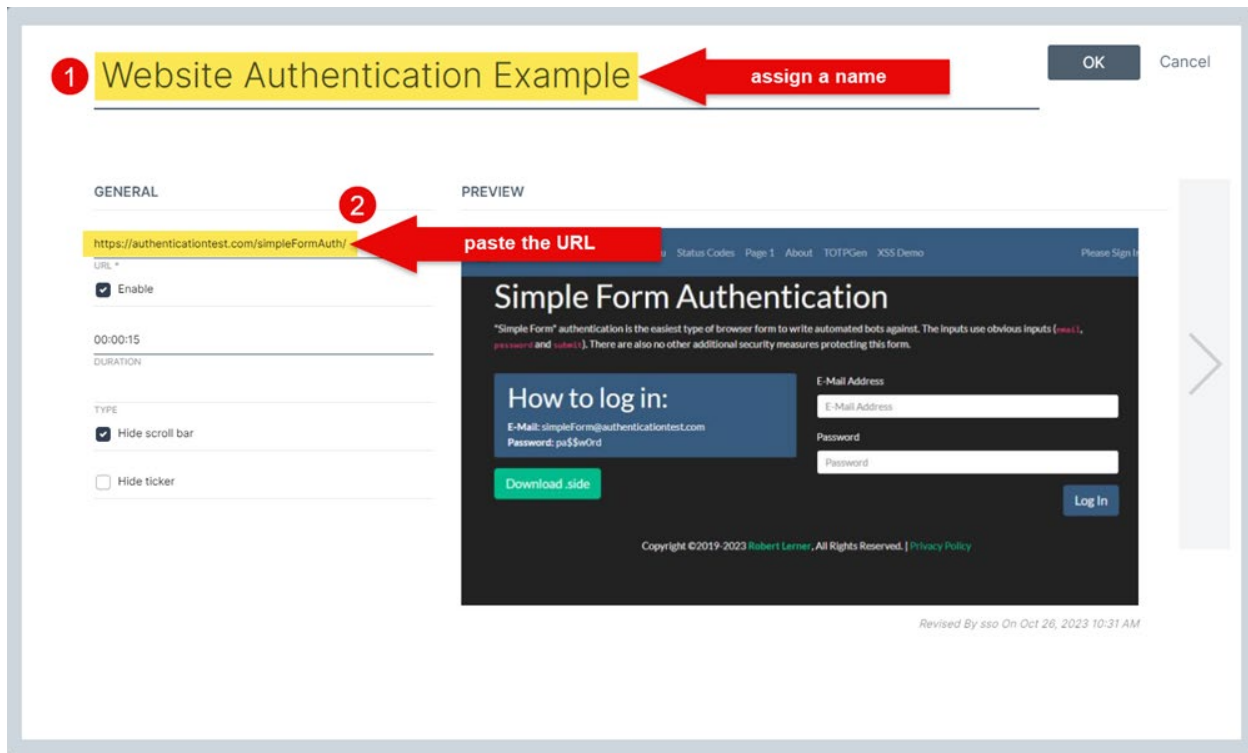 1 Website Authentication Example assign a name OK Cancel
GENERAL
PREVIEW
2
https://authenticationtest.com/simpleFormAuth/
paste the URL
URL *
Enable
00:00:15
DURATION
TYPE
Hide scroll bar
Hide ticker
u Status Codes Page 1 About TOTPGen XSS Demo Please Sign In
Simple Form Authentication
"Simple Form" authentication is the easiest type of browser form to write automated bots against. The inputs use obvious inputs (email,
password and submit). There are also no other additional security measures protecting this form.
How to log in:
E-Mail: simpleForm@authenticationtest.com
Password: pa$$w0rd
Download .side
E-Mail Address
E-Mail Address
Password
Password
Log In
Copyright ©2019-2023 Robert Lerner, All Rights Reserved. | Privacy Policy
Revised By sso On Oct 26, 2023 10:31 AM